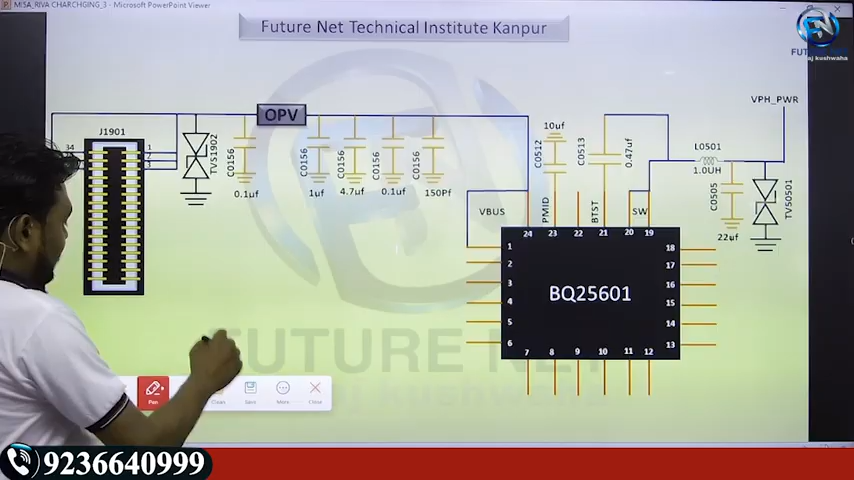 MISA_RIVA CHARCHGING_3 - Microsoft PowerPoint Viewer
Future Net Technical Institute Kanpur
raj kushwaha
VPH_PWR
J1901
OPV
34
1
2
3
TVS1902
C0156
0.1uf
C0156
1uf
C0156
4.7uf
C0156
0.1uf
C0156
150Pf
10uf
C0512
C0513
0.47uf
L0501
1.0UH
C0505
22uf
TVS0501
VBUS
PMID
BTST
SW
24 23 22 21 20 19
1
2
3
4
5
6
18
17
16
15
14
13
BQ25601
7 8 9 10 11 12
FUTURE NET
raj kushwaha
Pen
Clean
Save
More
Close
9236640999